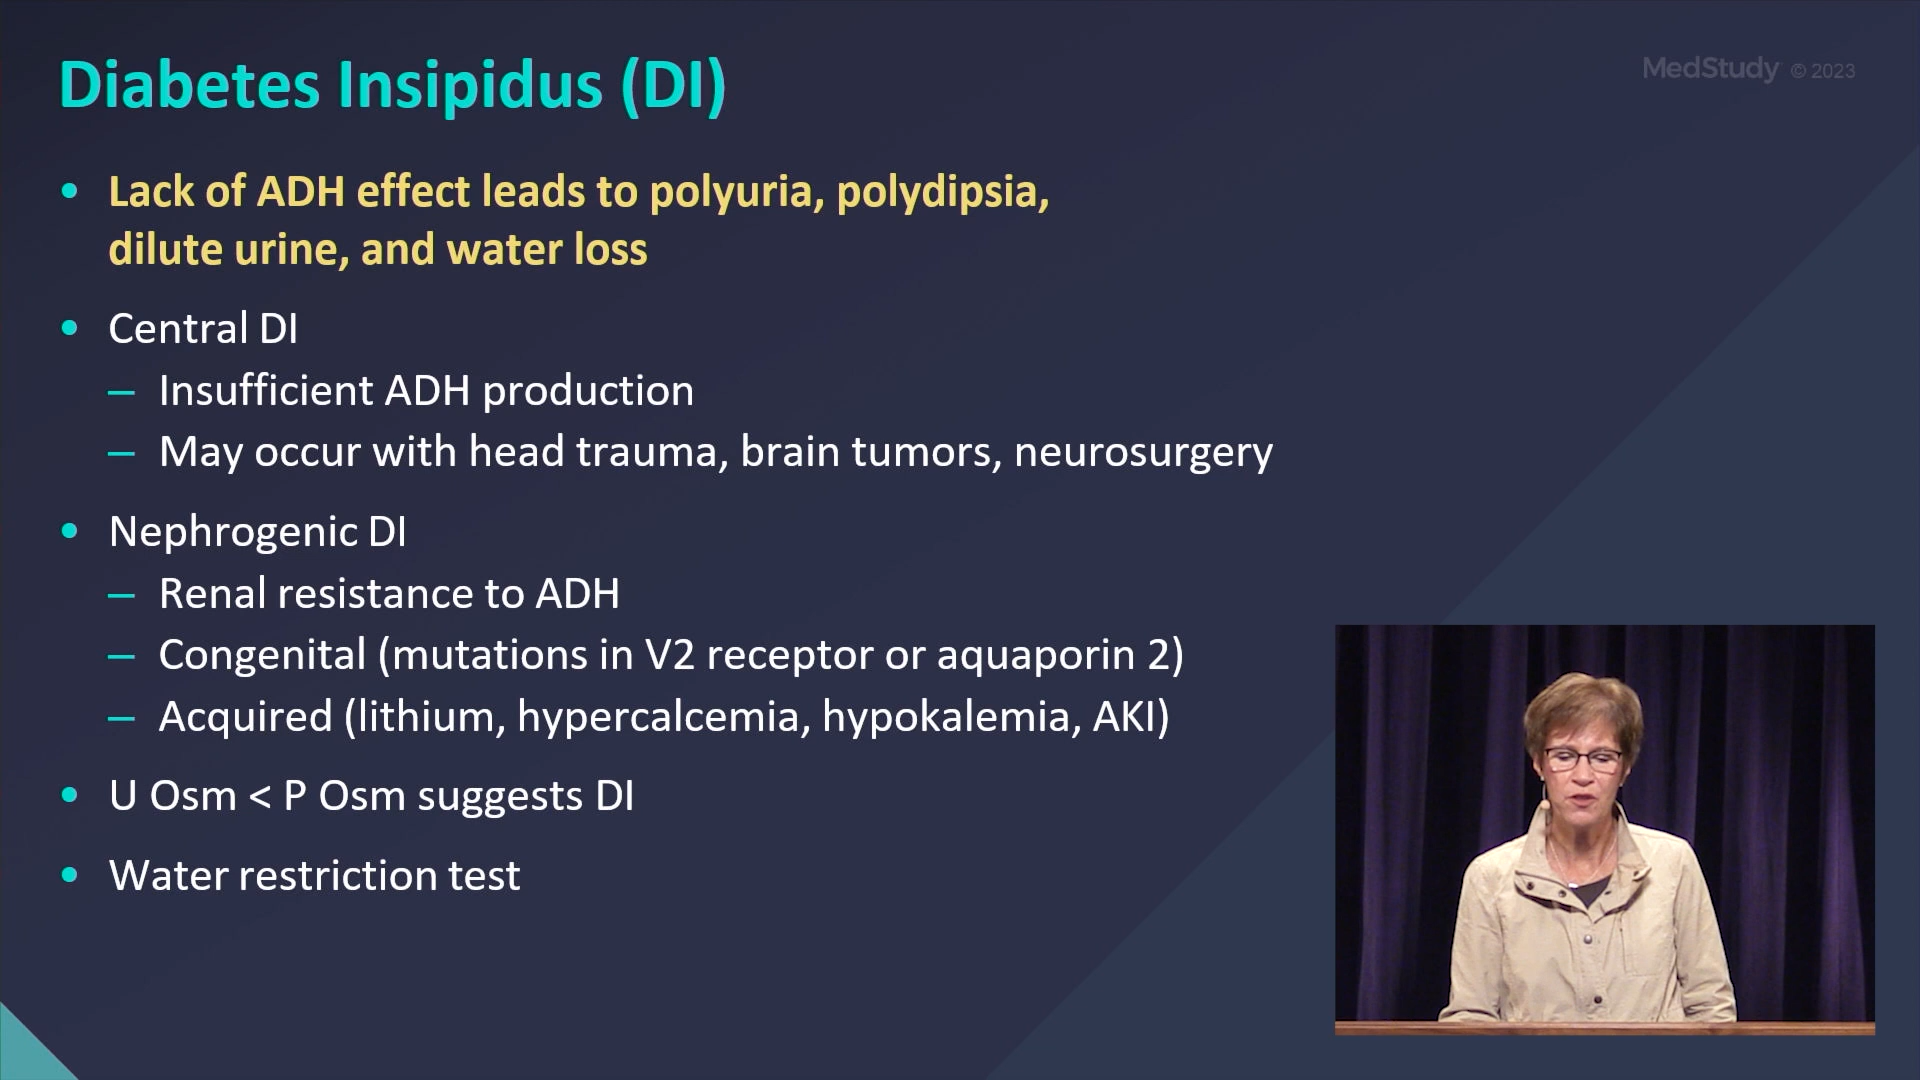 Diabetes Insipidus (DI)
MedStudy © 2023
• Lack of ADH effect leads to polyuria, polydipsia,
dilute urine, and water loss
• Central DI
– Insufficient ADH production
– May occur with head trauma, brain tumors, neurosurgery
• Nephrogenic DI
– Renal resistance to ADH
– Congenital (mutations in V2 receptor or aquaporin 2)
– Acquired (lithium, hypercalcemia, hypokalemia, AKI)
• U Osm < P Osm suggests DI
• Water restriction test